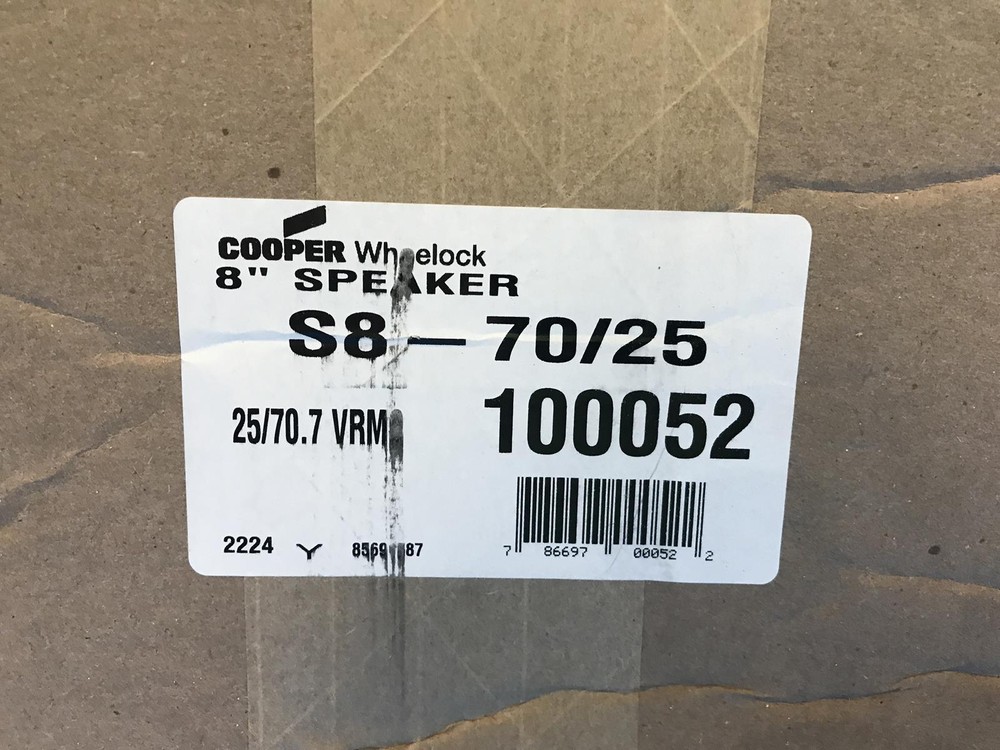 COOPER Wheelock
8" SPEAKER
S8 — 70/25
25/70.7 VRMS
100052
2224 Y
7 86697 00052 2